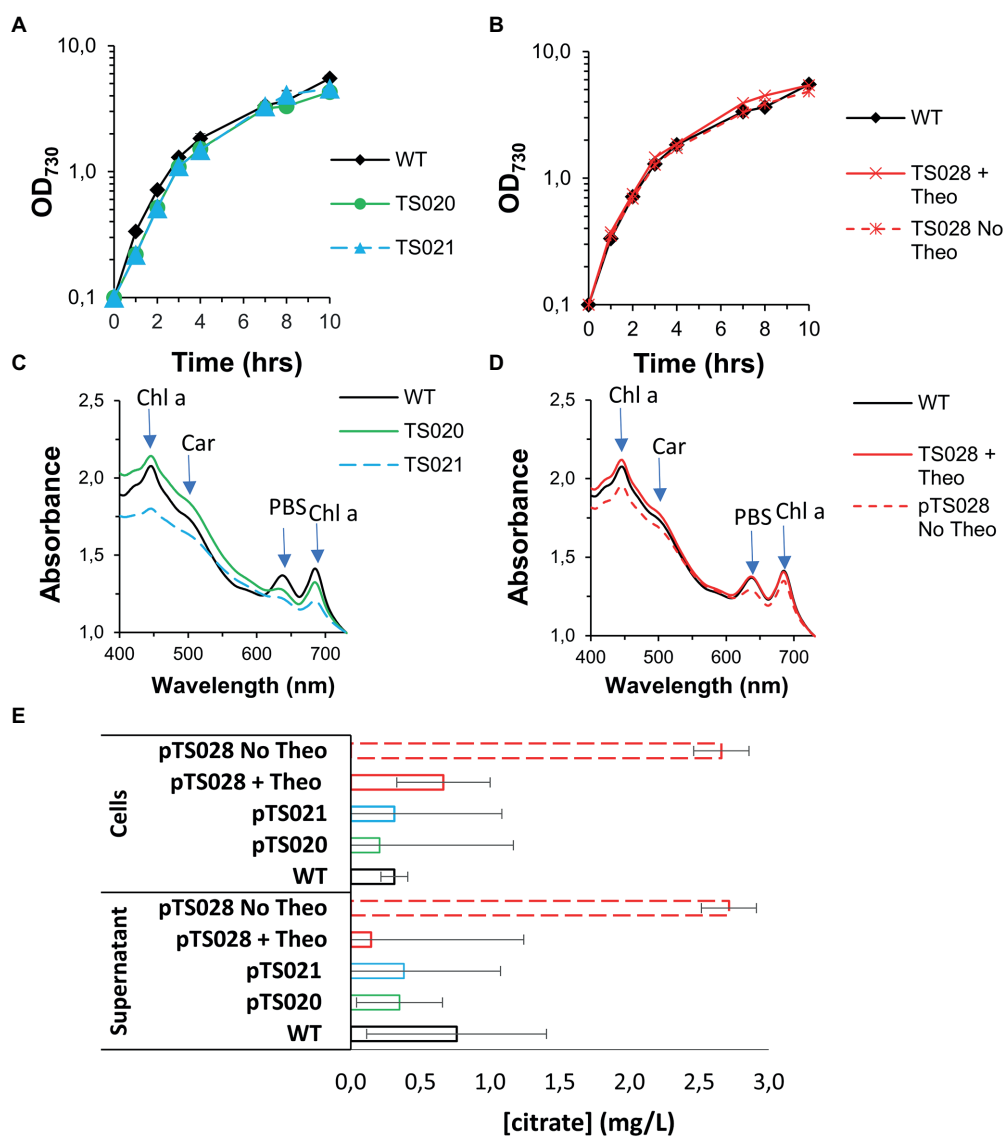 A
10,0
1,0
0,1
OD730
0 2 4 6 8 10
Time (hrs)
WT
TS020
TS021
B
10,0
1,0
0,1
OD730
0 2 4 6 8 10
Time (hrs)
WT
TS028 +
Theo
TS028 No
Theo
C
2,5
2,0
1,5
1,0
Absorbance
400 500 600 700
Wavelength (nm)
Chl a
Car
PBS
Chl a
WT
TS020
TS021
D
2,5
2,0
1,5
1,0
Absorbance
400 500 600 700
Wavelength (nm)
Chl a
Car
PBS
Chl a
WT
TS028 +
Theo
pTS028
No Theo
E
Cells
pTS028 No Theo
pTS028 + Theo
pTS021
pTS020
WT
Supernatant
pTS028 No Theo
pTS028 + Theo
pTS021
pTS020
WT
0,0 0,5 1,0 1,5 2,0 2,5 3,0
[citrate] (mg/L)